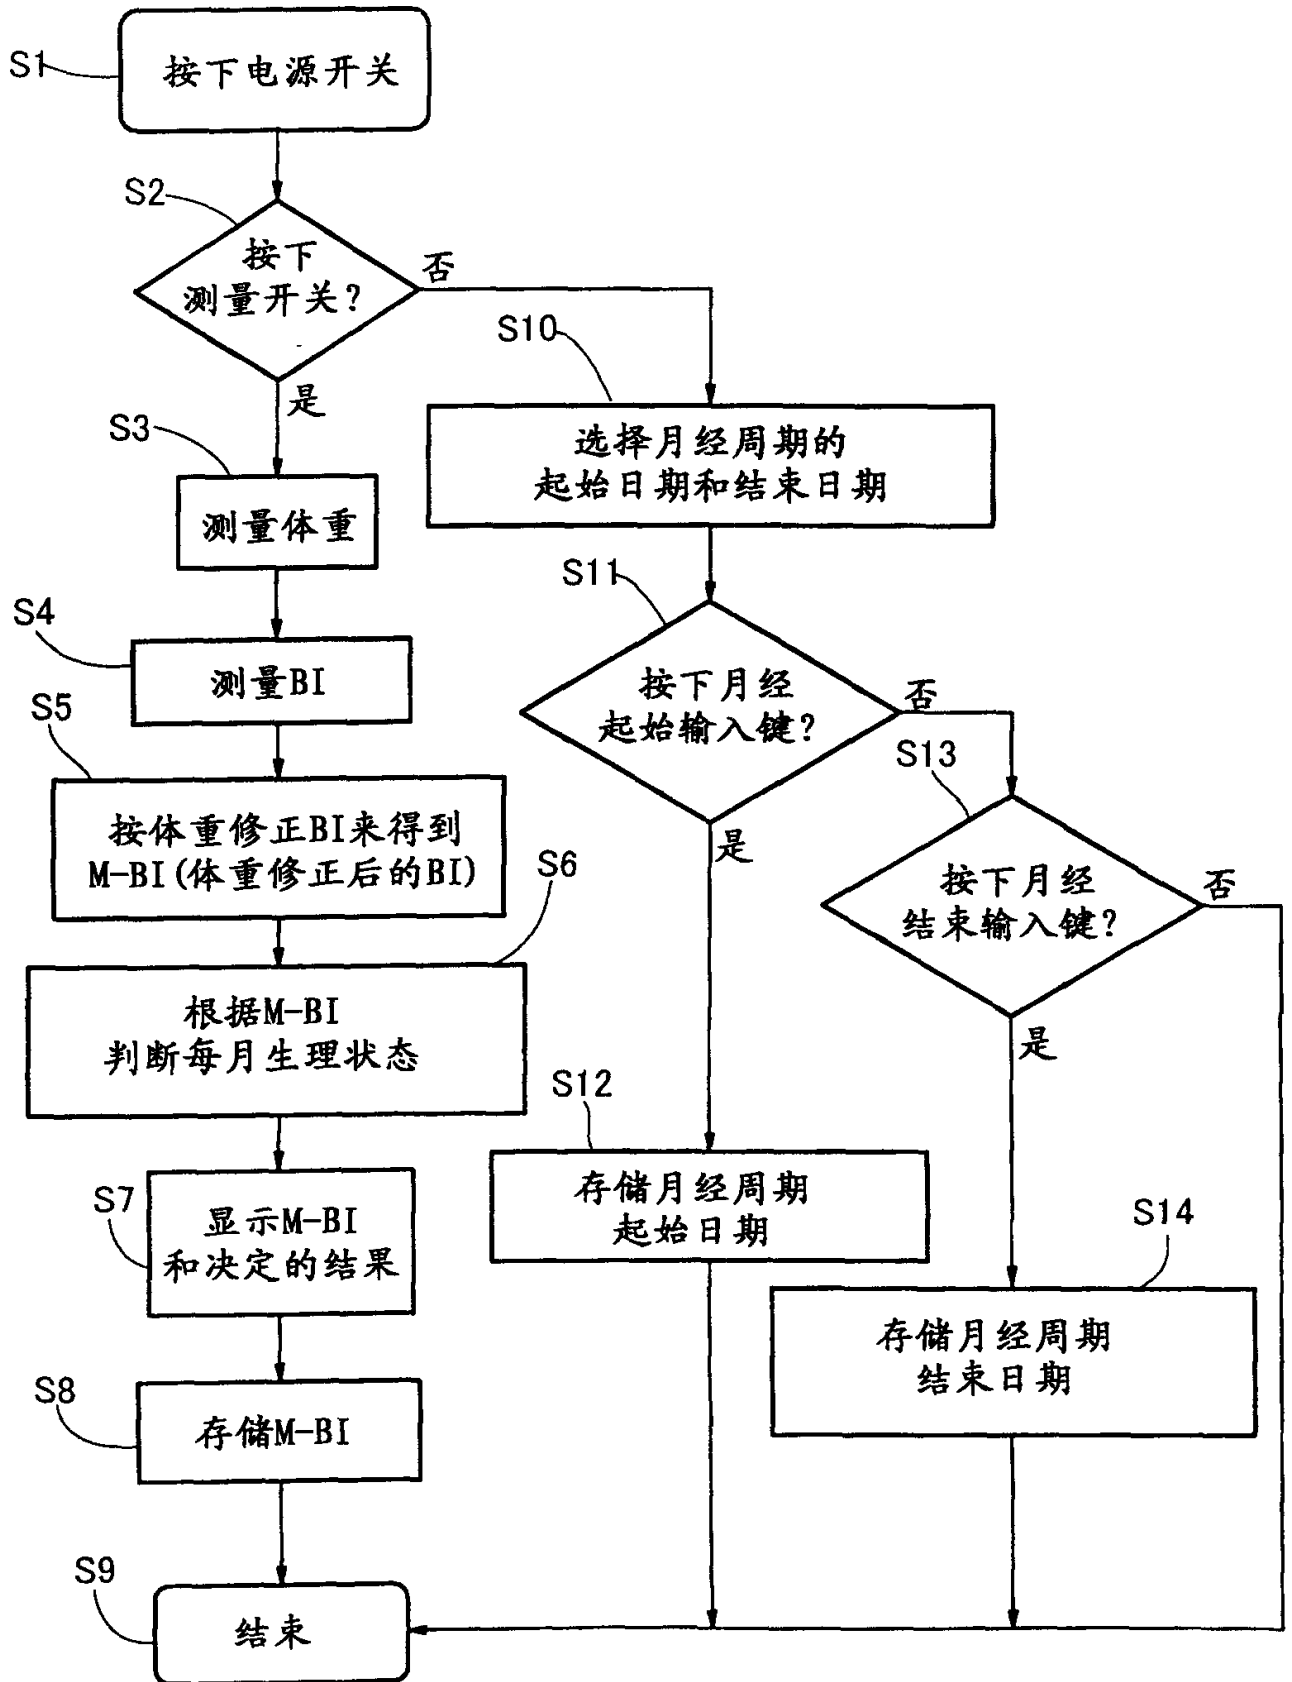 S1
按下电源开关
S2
按下
测量开关?
否
是
S3
测量体重
S4
测量BI
S5
按体重修正BI来得到
M-BI(体重修正后的BI)
S6
根据M-BI
判断每月生理状态
S7
显示M-BI
和决定的结果
S8
存储M-BI
S9
结束
S10
选择月经周期的
起始日期和结束日期
S11
按下月经
起始输入键?
否
是
S12
存储月经周期
起始日期
S13
按下月经
结束输入键?
否
是
S14
存储月经周期
结束日期